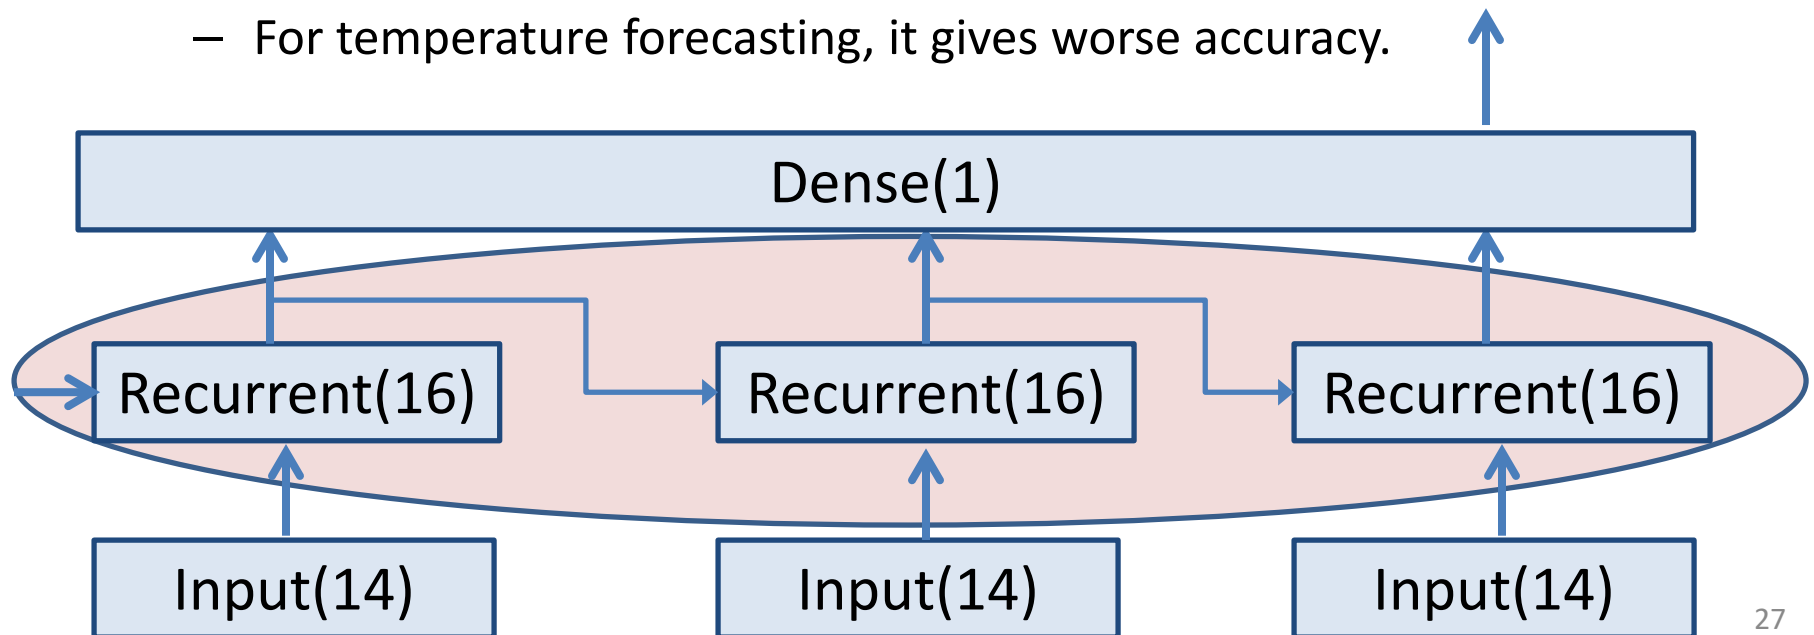 – For temperature forecasting, it gives worse accuracy.
Dense(1)
Recurrent(16) Recurrent(16) Recurrent(16)
Input(14) Input(14) Input(14)
27